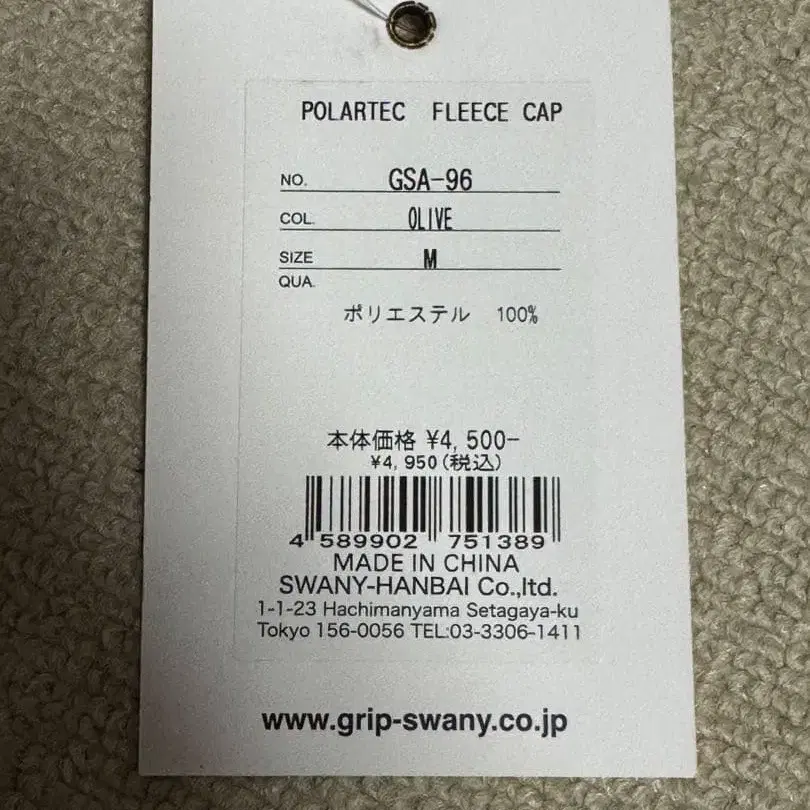 POLARTEC FLEECE CAP
NO. GSA-96
COL. OLIVE
SIZE M
QUA.
ポリエステル 100%
本体価格 ¥4,500-
¥4,950(税込)
4 589902 751389
MADE IN CHINA
SWANY-HANBAI Co.,ltd.
1-1-23 Hachimanyama Setagaya-ku
Tokyo 156-0056 TEL:03-3306-1411
www.grip-swany.co.jp